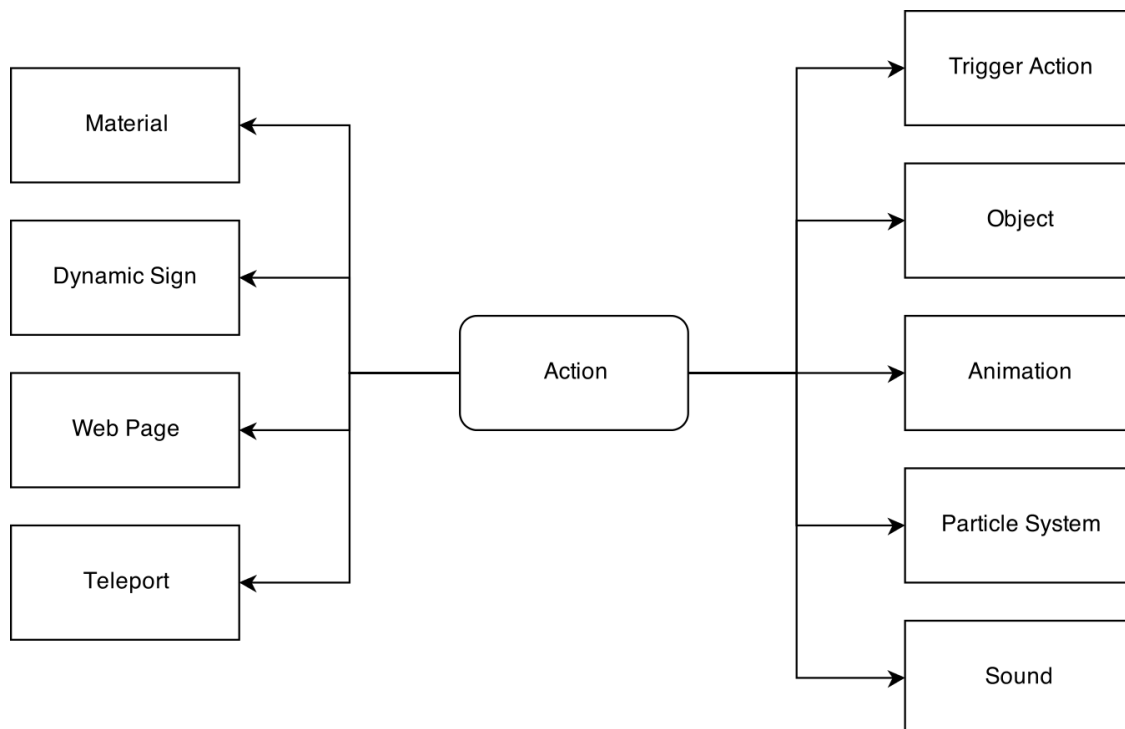 Material
Dynamic Sign
Web Page
Teleport
Action
Trigger Action
Object
Animation
Particle System
Sound